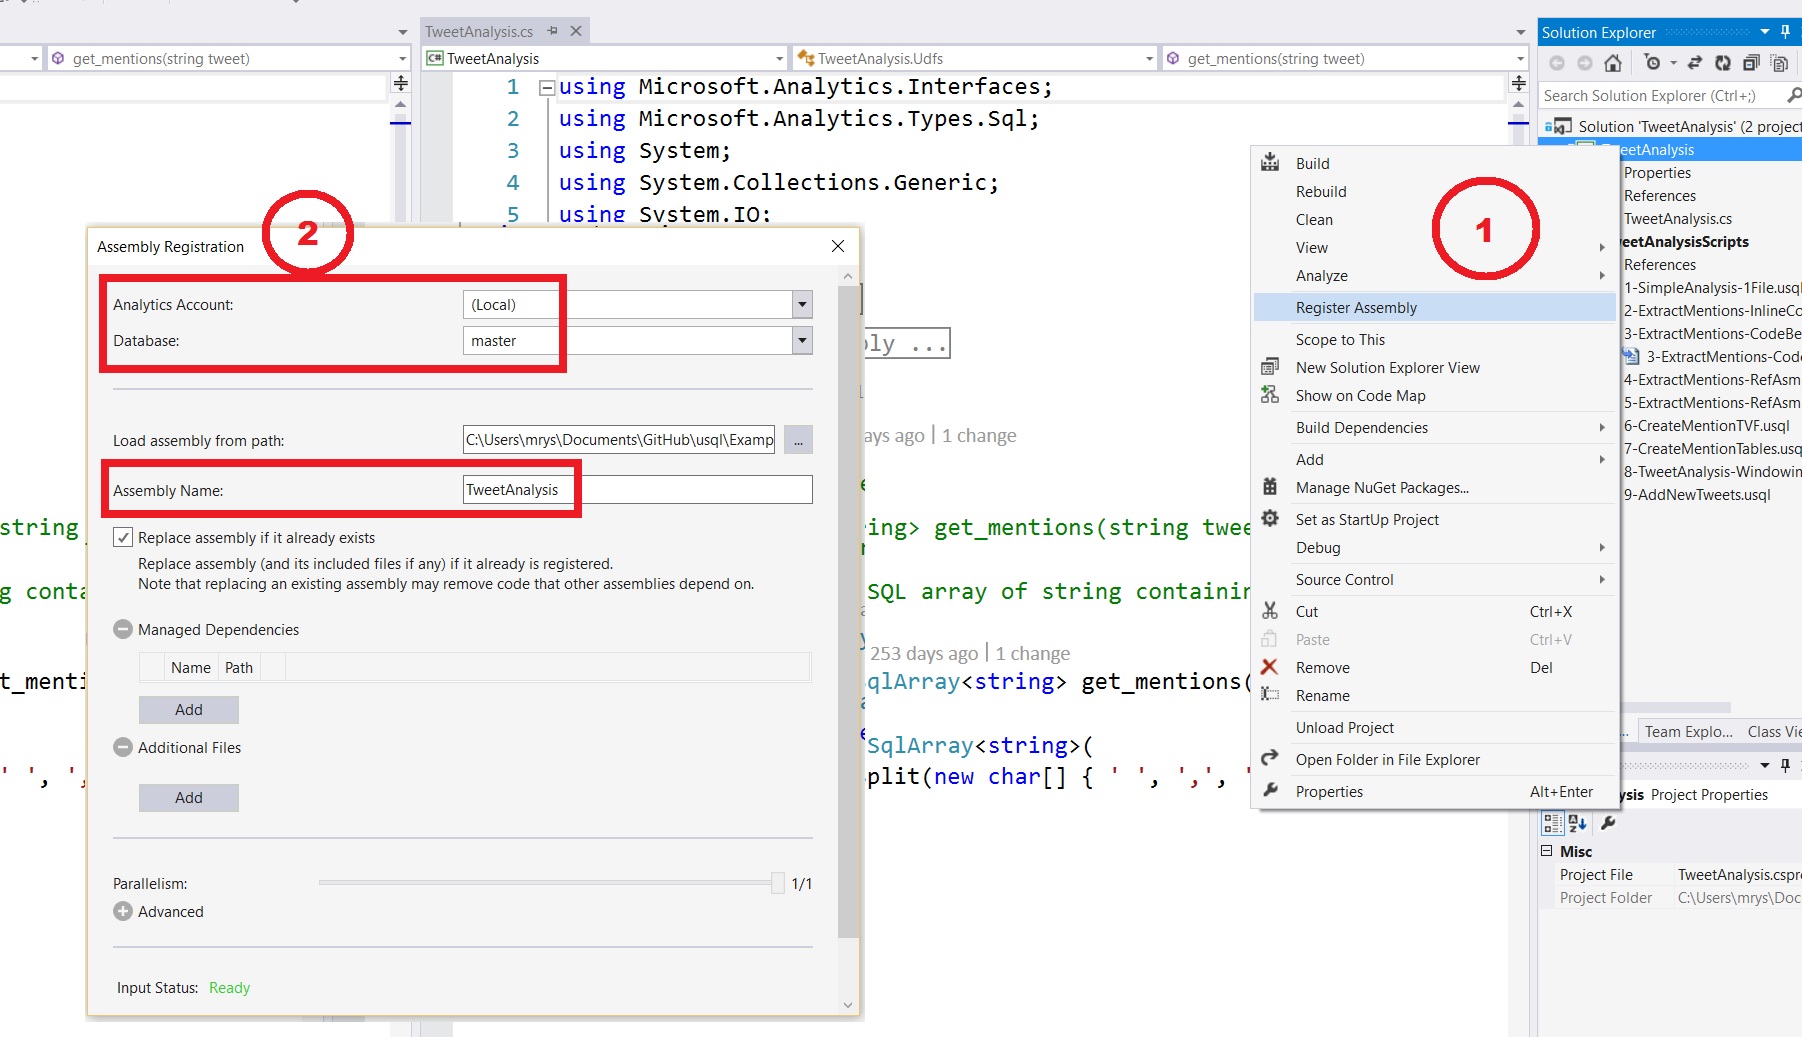 get_mentions(string tweet)
TweetAnalysis.cs
C# TweetAnalysis
TweetAnalysis.Udfs
get_mentions(string tweet)
1 using Microsoft.Analytics.Interfaces;
2 using Microsoft.Analytics.Types.Sql;
3 using System;
4 using System.Collections.Generic;
5 using System.IO;
ly ...
ays ago | 1 change
string
ing> get_mentions(string twe
g conta
SQL array of string containin
253 days ago | 1 change
t_menti
qlArray<string> get_mentions(
SqlArray<string>(
' ', ',
plit(new char[] { ' ', ',', '
2
Assembly Registration
Analytics Account: (Local)
Database: master
Load assembly from path: C:\Users\mrys\Documents\GitHub\usql\Examp ...
Assembly Name: TweetAnalysis
Replace assembly if it already exists
Replace assembly (and its included files if any) if it already is registered.
Note that replacing an existing assembly may remove code that other assemblies depend on.
Managed Dependencies
Name Path
Add
Additional Files
Add
Parallelism: 1/1
Advanced
Input Status: Ready
1
Build
Rebuild
Clean
View
Analyze
Register Assembly
Scope to This
New Solution Explorer View
Show on Code Map
Build Dependencies
Add
Manage NuGet Packages...
Set as StartUp Project
Debug
Source Control
Cut Ctrl+X
Paste Ctrl+V
Remove Del
Rename
Unload Project
Open Folder in File Explorer
Properties Alt+Enter
Solution Explorer
Search Solution Explorer (Ctrl+;)
Solution 'TweetAnalysis' (2 project
eetAnalysis
Properties
References
TweetAnalysis.cs
eetAnalysisScripts
References
1-SimpleAnalysis-1File.usql
2-ExtractMentions-InlineCo
3-ExtractMentions-CodeBe
3-ExtractMentions-Cod
4-ExtractMentions-RefAsm
5-ExtractMentions-RefAsm
6-CreateMentionTVF.usql
7-CreateMentionTables.usq
8-TweetAnalysis-Windowin
9-AddNewTweets.usql
... Team Explo... Class Vie
ysis Project Properties
Misc
Project File TweetAnalysis.cspro
Project Folder C:\Users\mrys\Doc